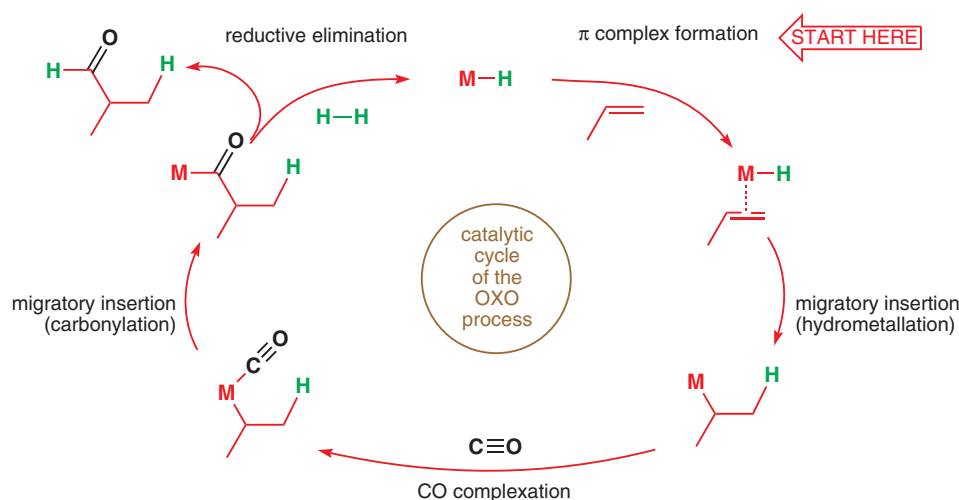 START HERE
π complex formation
reductive elimination
M–H
H–H
O
H
H
M–H
M
O
H
catalytic
cycle
of the
OXO
process
migratory insertion
(hydrometallation)
migratory insertion
(carbonylation)
M
C≡O
H
M
H
C≡O
CO complexation